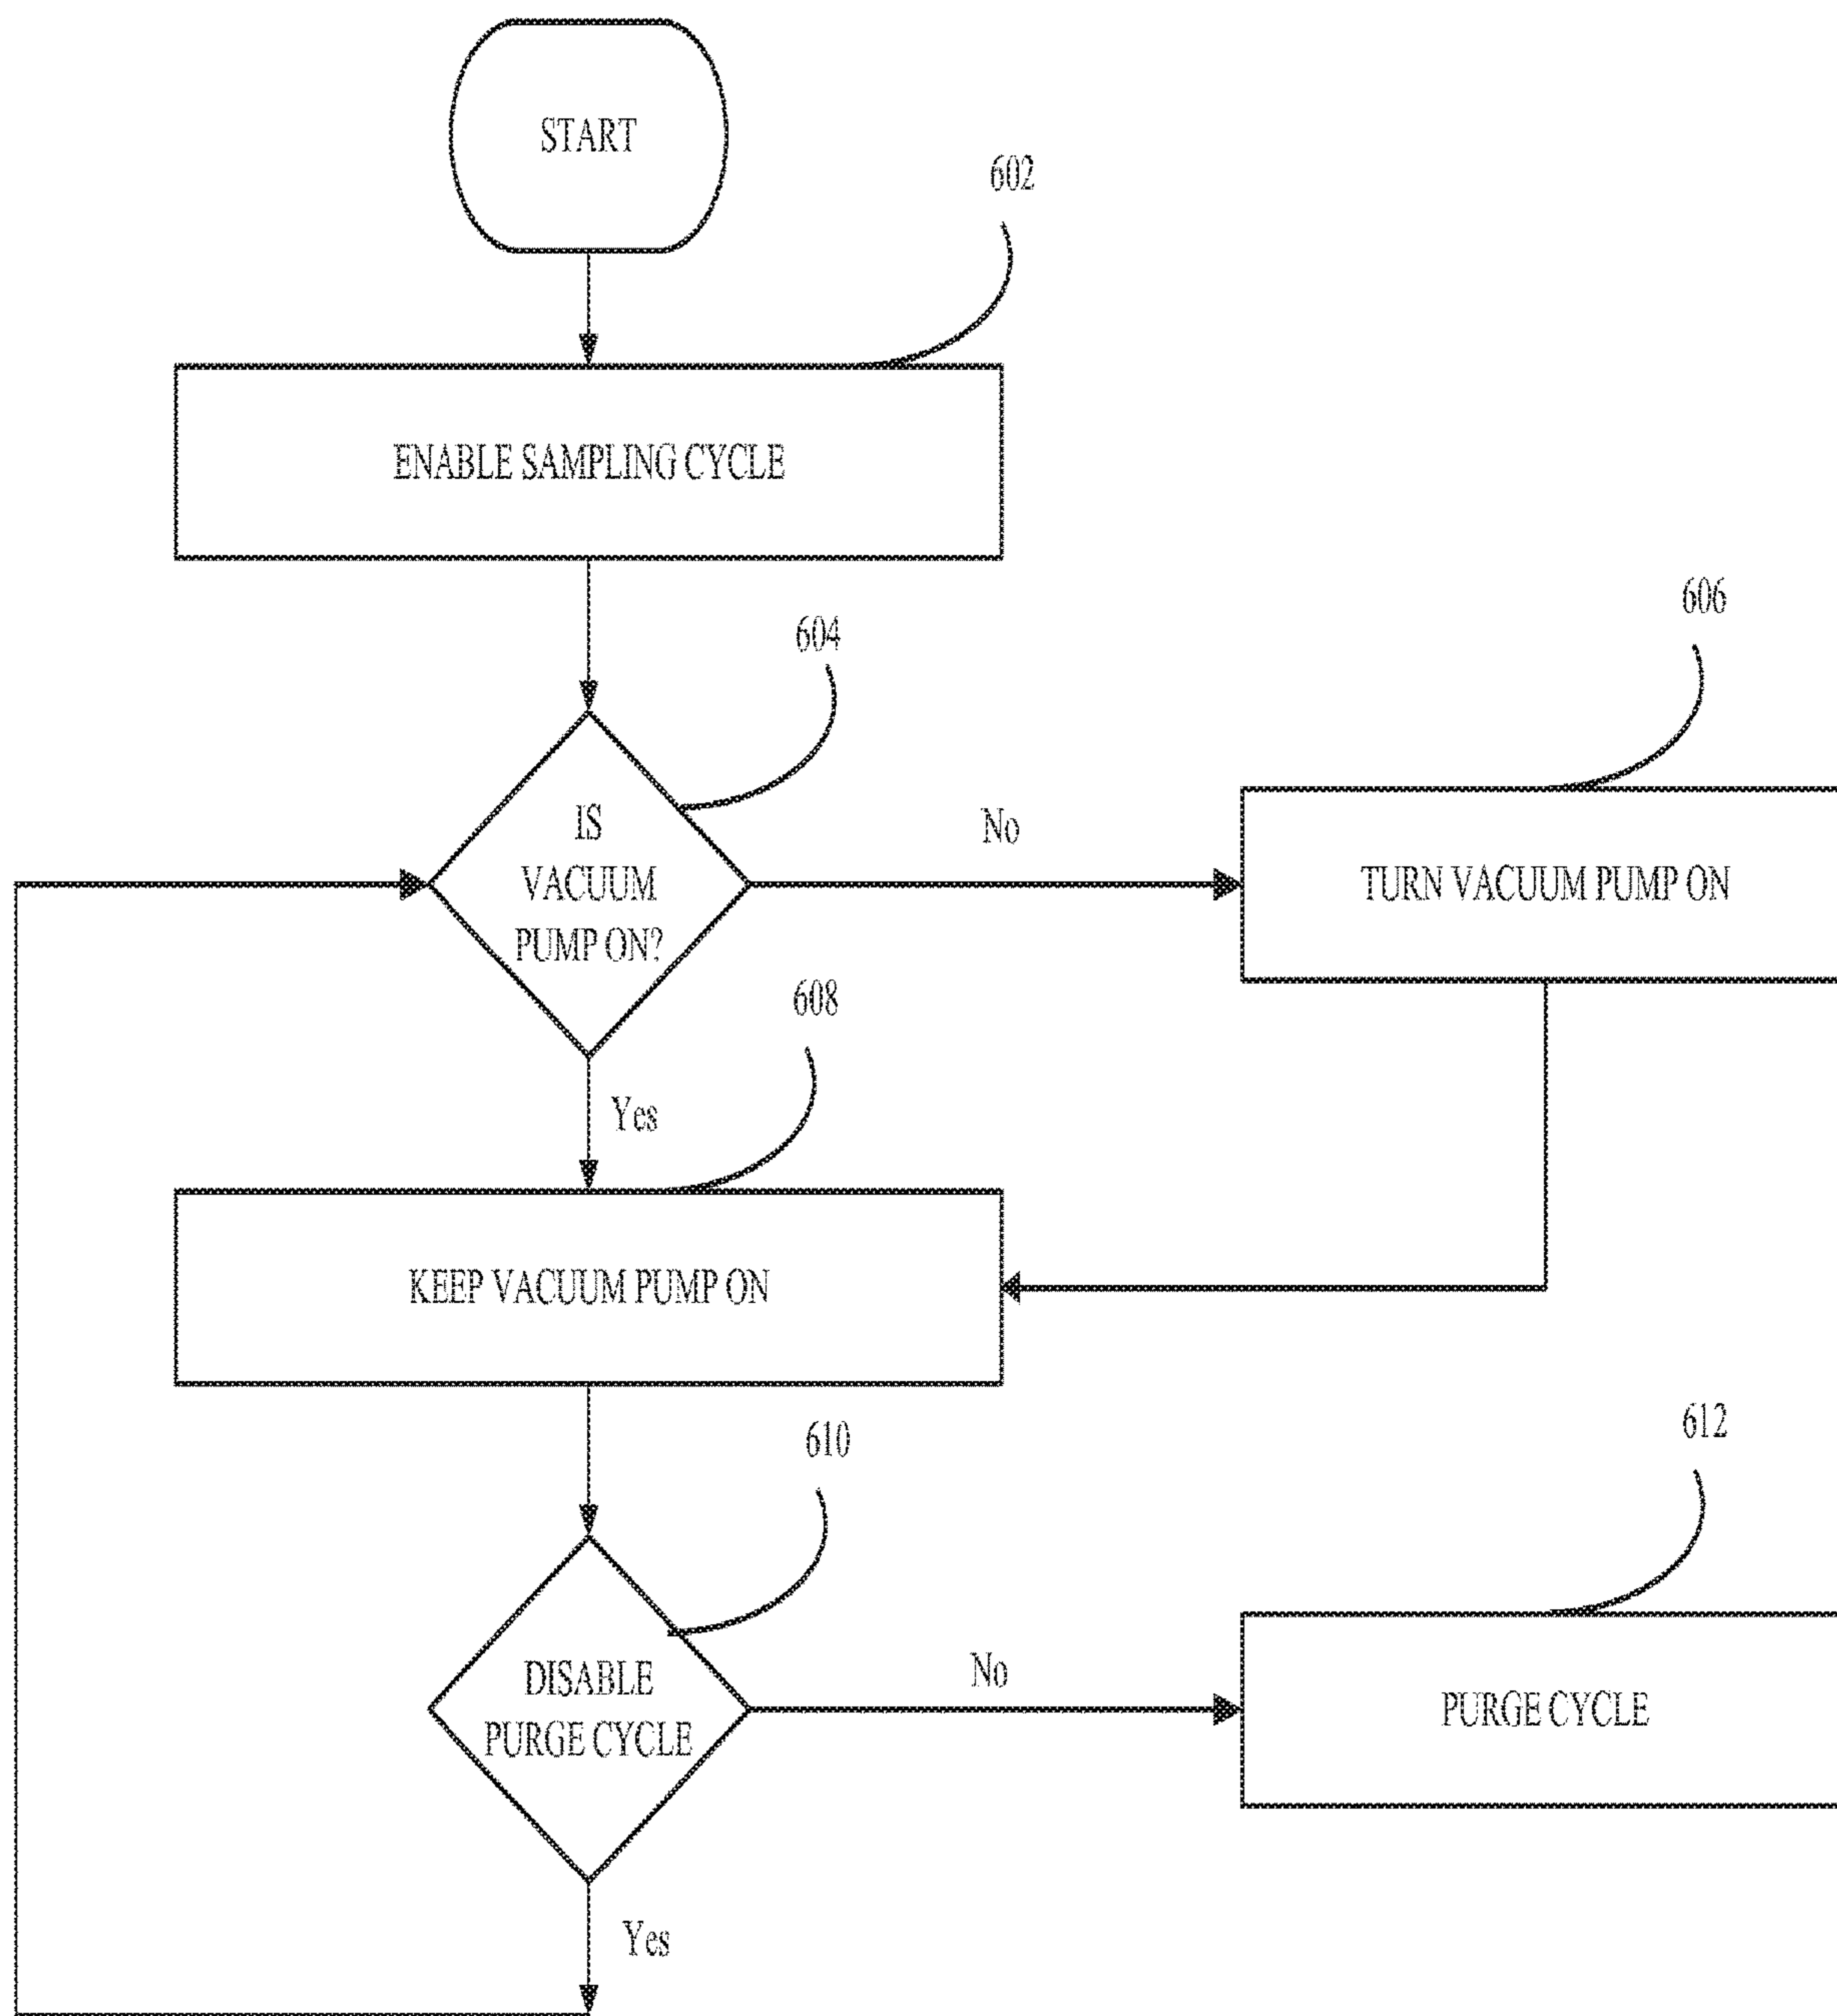 START
602
ENABLE SAMPLING CYCLE
604
606
IS
VACUUM
PUMP ON?
No
TURN VACUUM PUMP ON
608
Yes
KEEP VACUUM PUMP ON
610
612
DISABLE
PURGE CYCLE
No
PURGE CYCLE
Yes